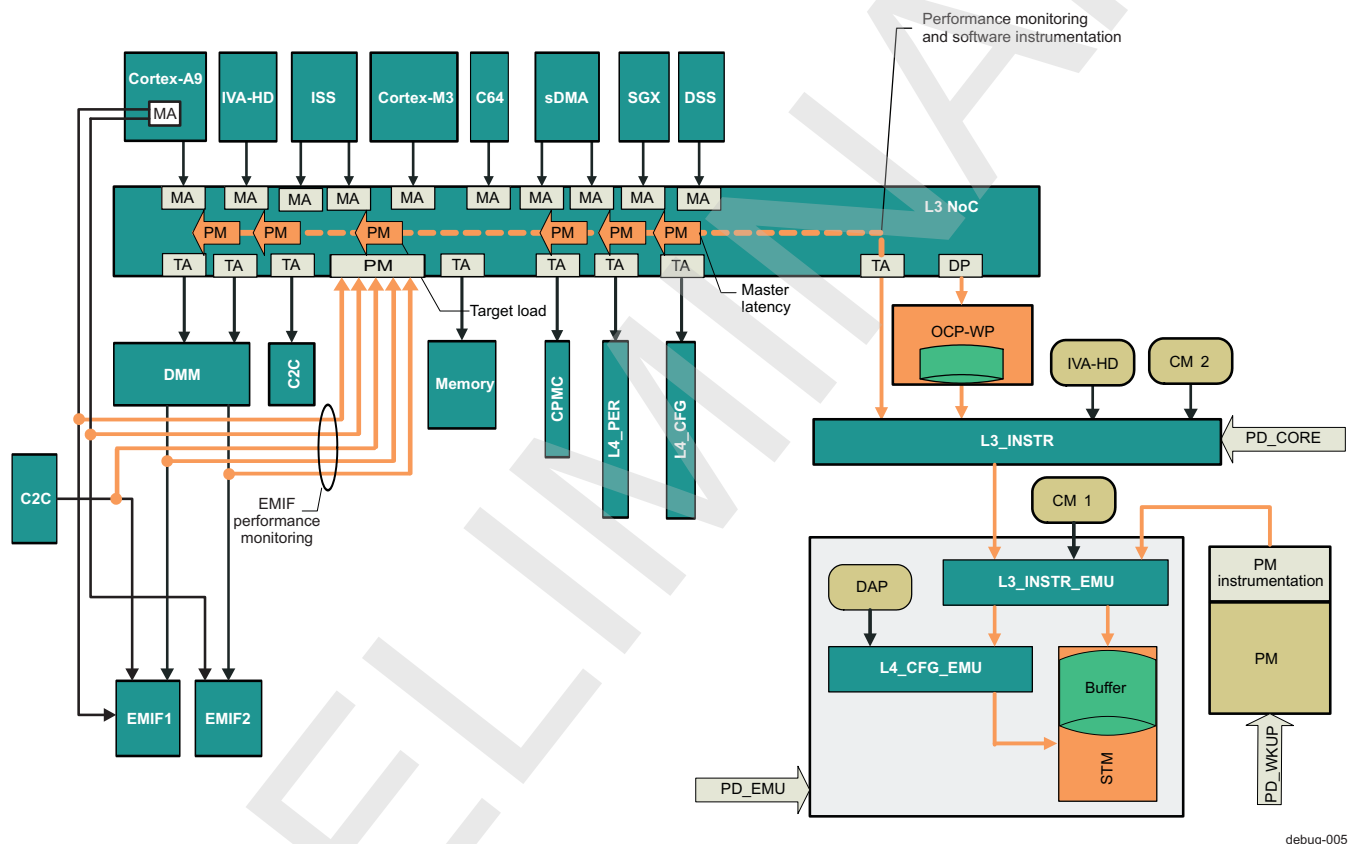 Performance monitoring
and software instrumentation
Cortex-A9
MA
IVA-HD
ISS
Cortex-M3
C64
sDMA
SGX
DSS
MA
MA
MA
MA
MA
MA
MA
MA
MA
MA
L3 NoC
PM
PM
PM
PM
PM
PM
TA
TA
TA
PM
TA
TA
TA
TA
TA
DP
Target load
Master
latency
OCP-WP
DMM
C2C
Memory
CPMC
L4_PER
L4_CFG
IVA-HD
CM 2
L3_INSTR
PD_CORE
C2C
EMIF
performance
monitoring
CM 1
PM
instrumentation
DAP
L3_INSTR_EMU
PM
L4_CFG_EMU
Buffer
EMIF1
EMIF2
STM
PD_EMU
PD_WKUP
debug-005
ELIMINA